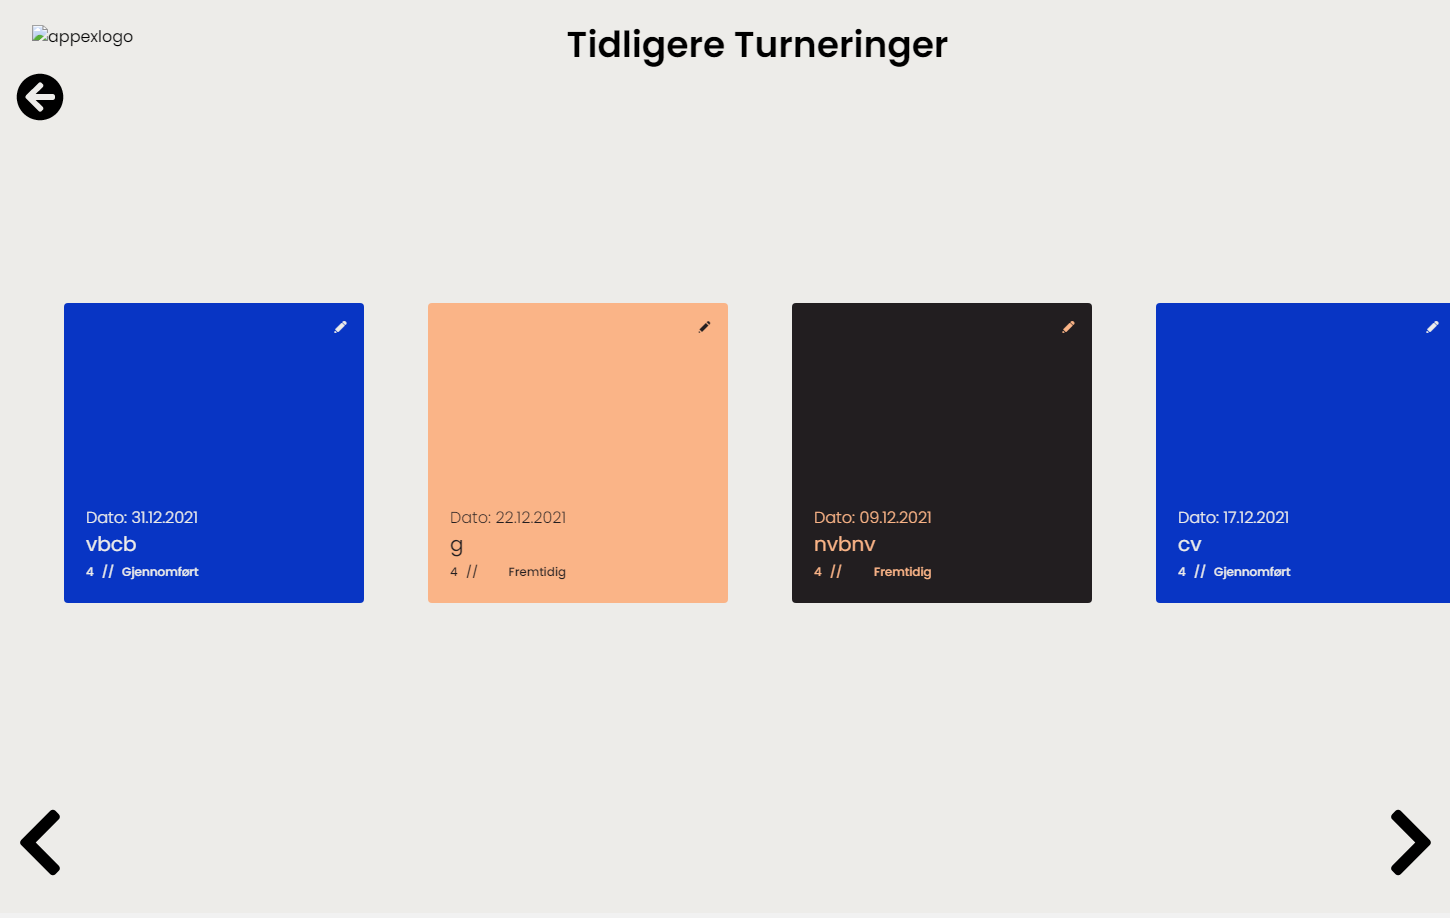 appexlogo
Tidligere Turneringer
Dato: 31.12.2021
vbcb
4 // Gjennomført
Dato: 22.12.2021
g
4 // Fremtidig
Dato: 09.12.2021
nvbnv
4 // Fremtidig
Dato: 17.12.2021
cv
4 // Gjennomført